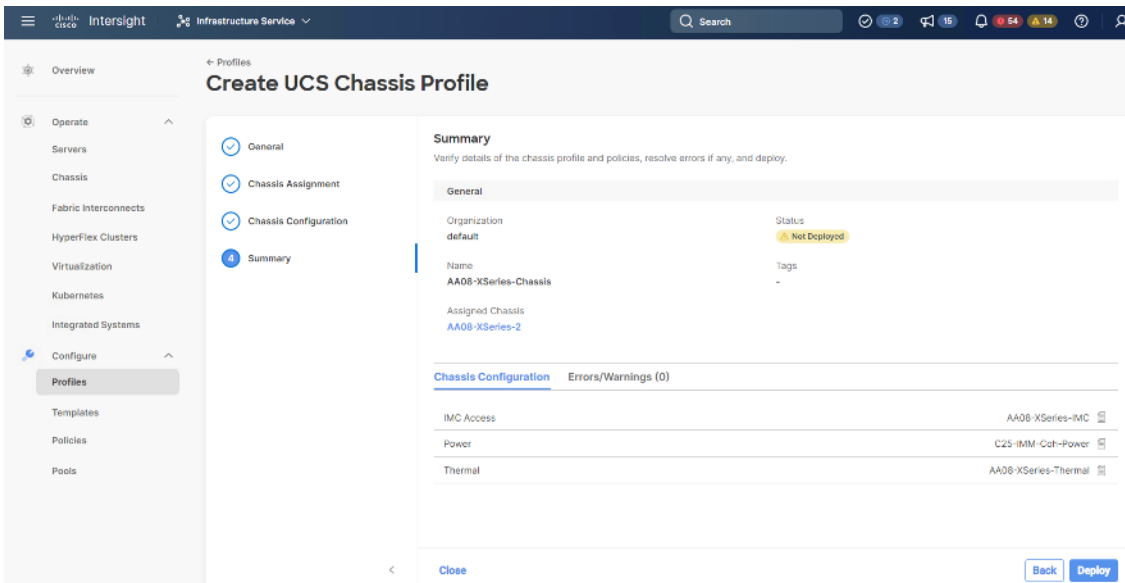 cisco Intersight
Infrastructure Service
Search
2
15
54
14
Overview
Operate
Servers
Chassis
Fabric Interconnects
HyperFlex Clusters
Virtualization
Kubernetes
Integrated Systems
Configure
Profiles
Templates
Policies
Pools
← Profiles
Create UCS Chassis Profile
General
Chassis Assignment
Chassis Configuration
4 Summary
Summary
Verify details of the chassis profile and policies, resolve errors if any, and deploy.
General
Organization
default
Status
Not Deployed
Name
AA08-XSeries-Chassis
Tags
-
Assigned Chassis
AA08-XSeries-2
Chassis Configuration Errors/Warnings (0)
IMC Access AA08-XSeries-IMC
Power C25-IMM-Coh-Power
Thermal AA08-XSeries-Thermal
Close Back Deploy